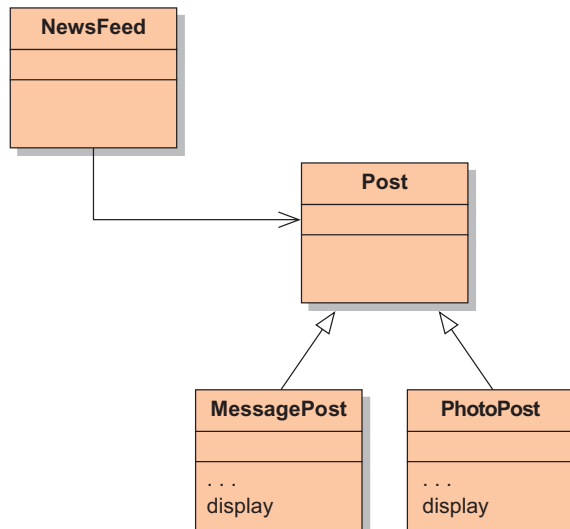 NewsFeed
Post
MessagePost
. . .
display
PhotoPost
. . .
display